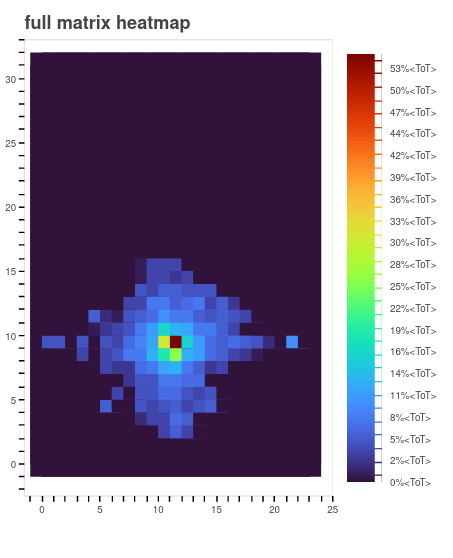 full matrix heatmap
30
25
20
15
10
5
0
0 5 10 15 20 25
53%<ToT>
50%<ToT>
47%<ToT>
44%<ToT>
42%<ToT>
39%<ToT>
36%<ToT>
33%<ToT>
30%<ToT>
28%<ToT>
25%<ToT>
22%<ToT>
19%<ToT>
16%<ToT>
14%<ToT>
11%<ToT>
8%<ToT>
5%<ToT>
2%<ToT>
0%<ToT>